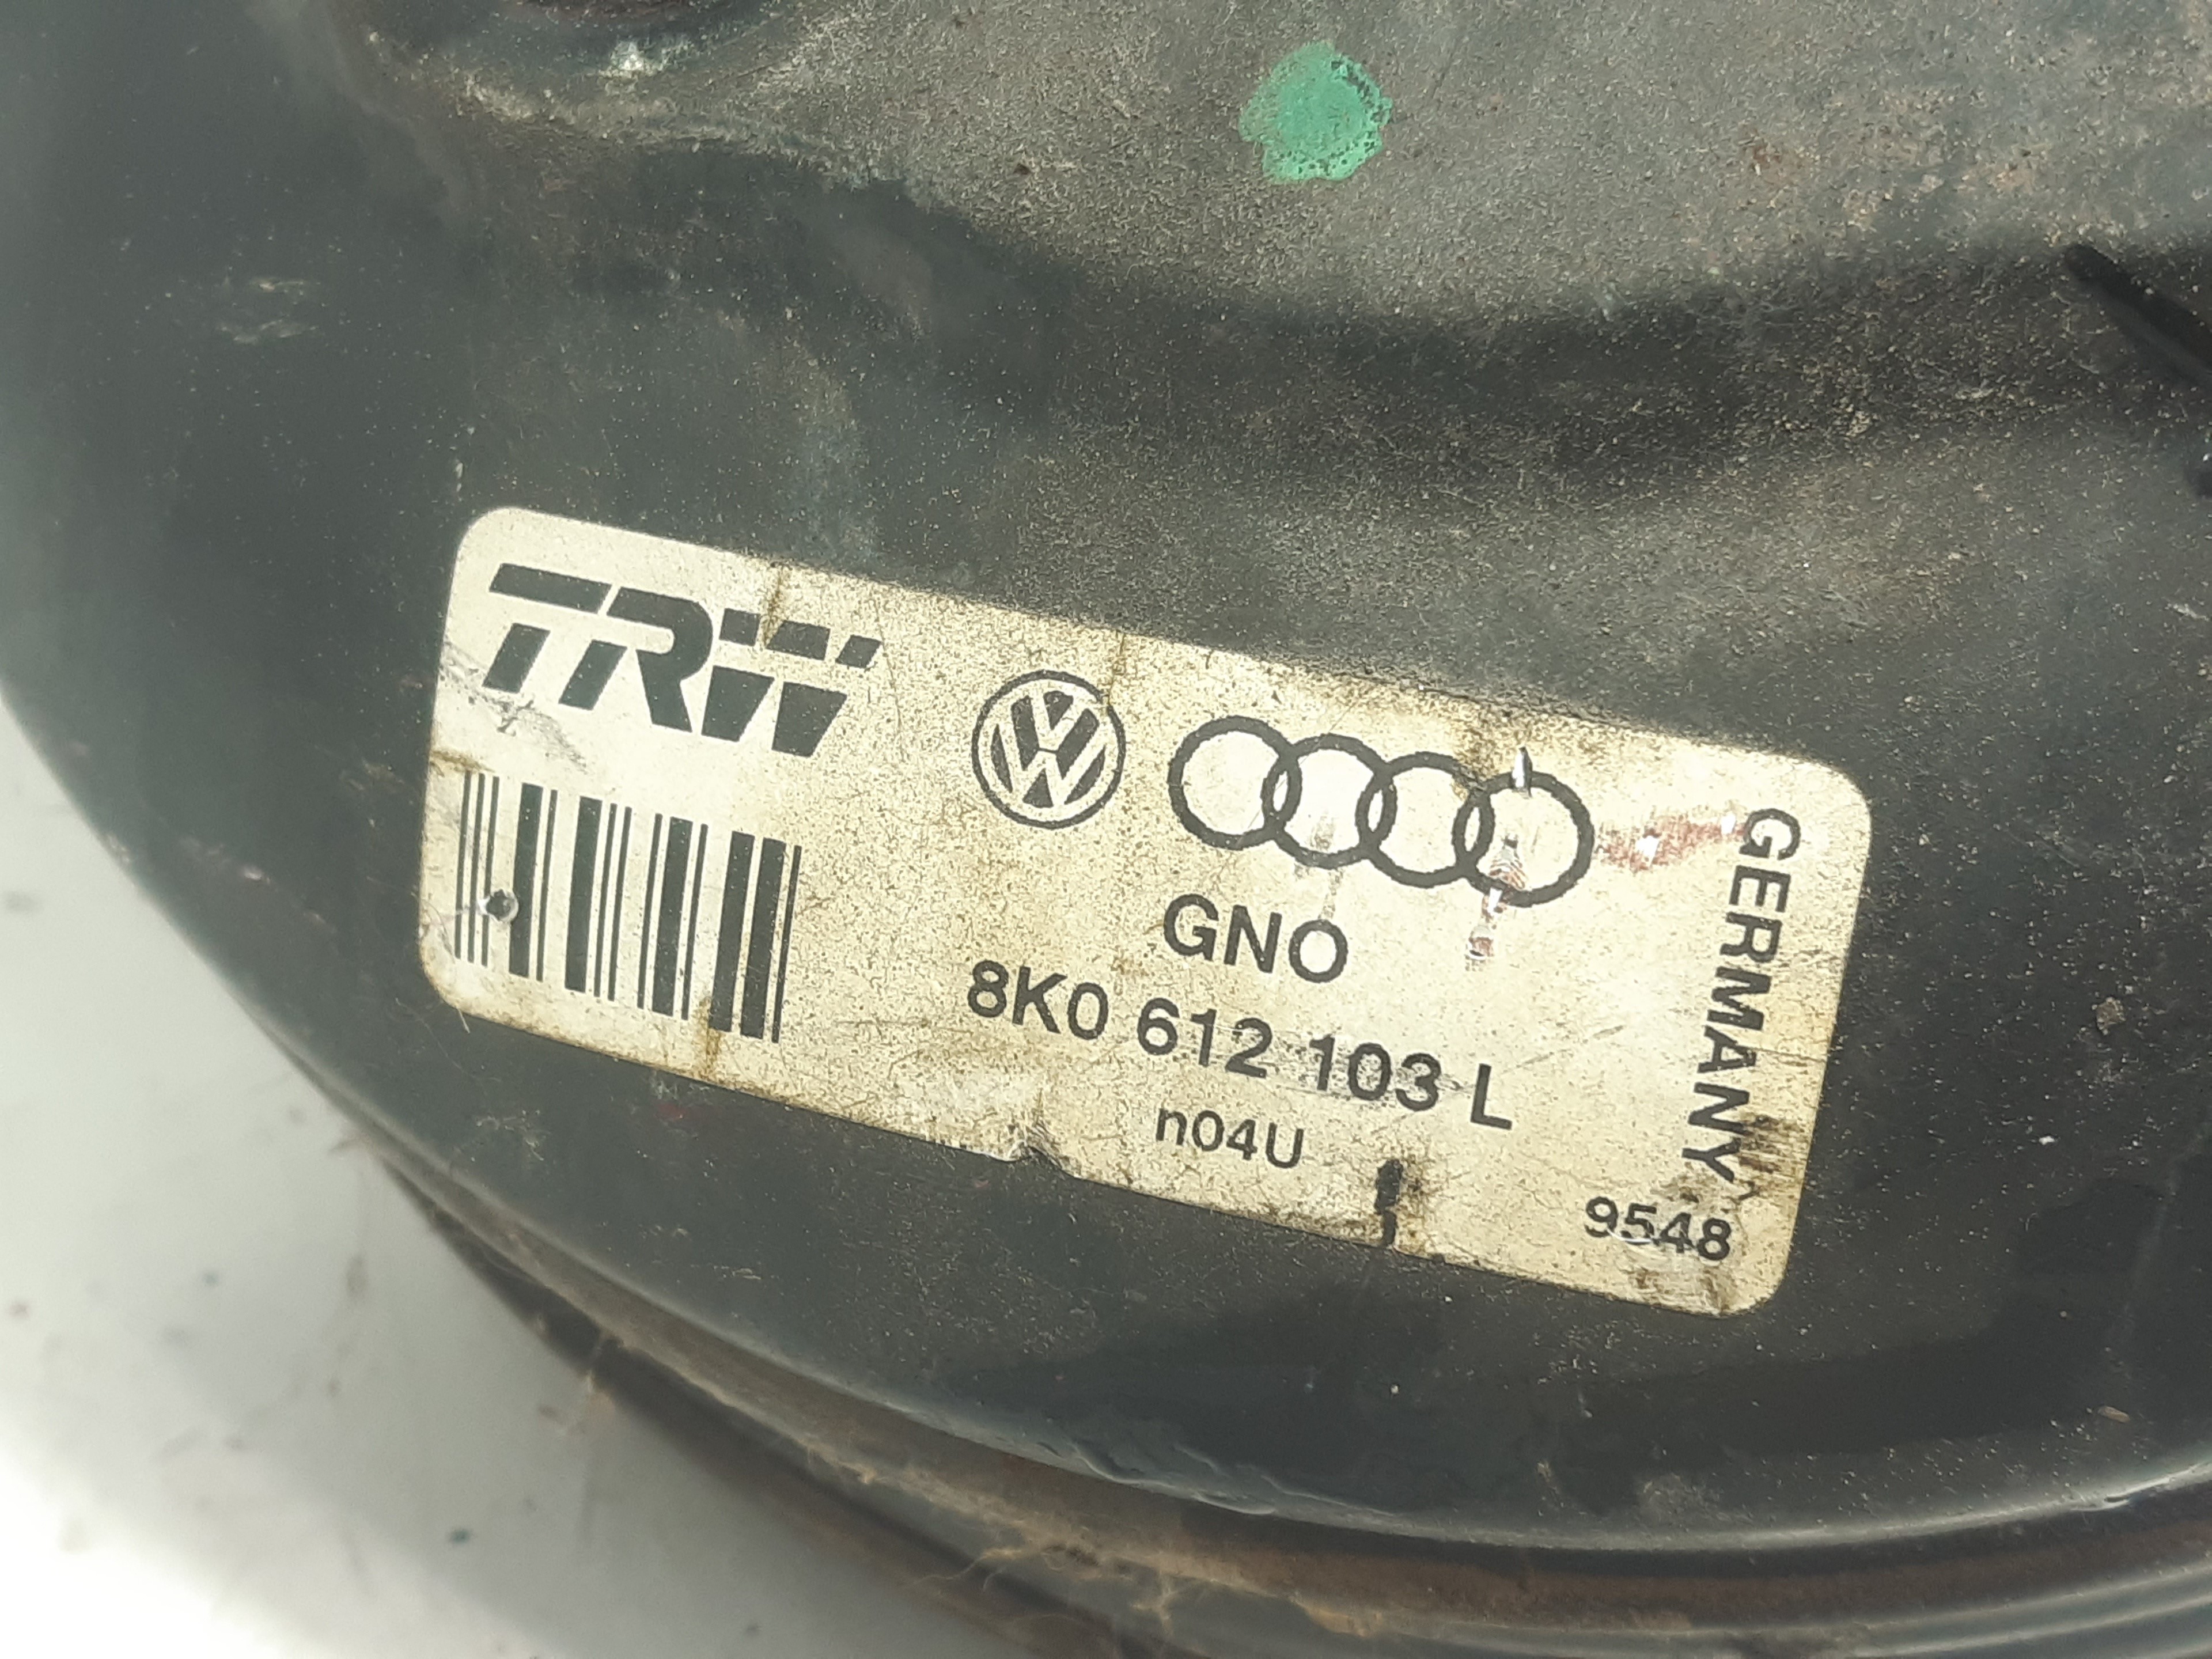 TRW
GNO
8K0 612 103 L
n04U
GERMANY
9548